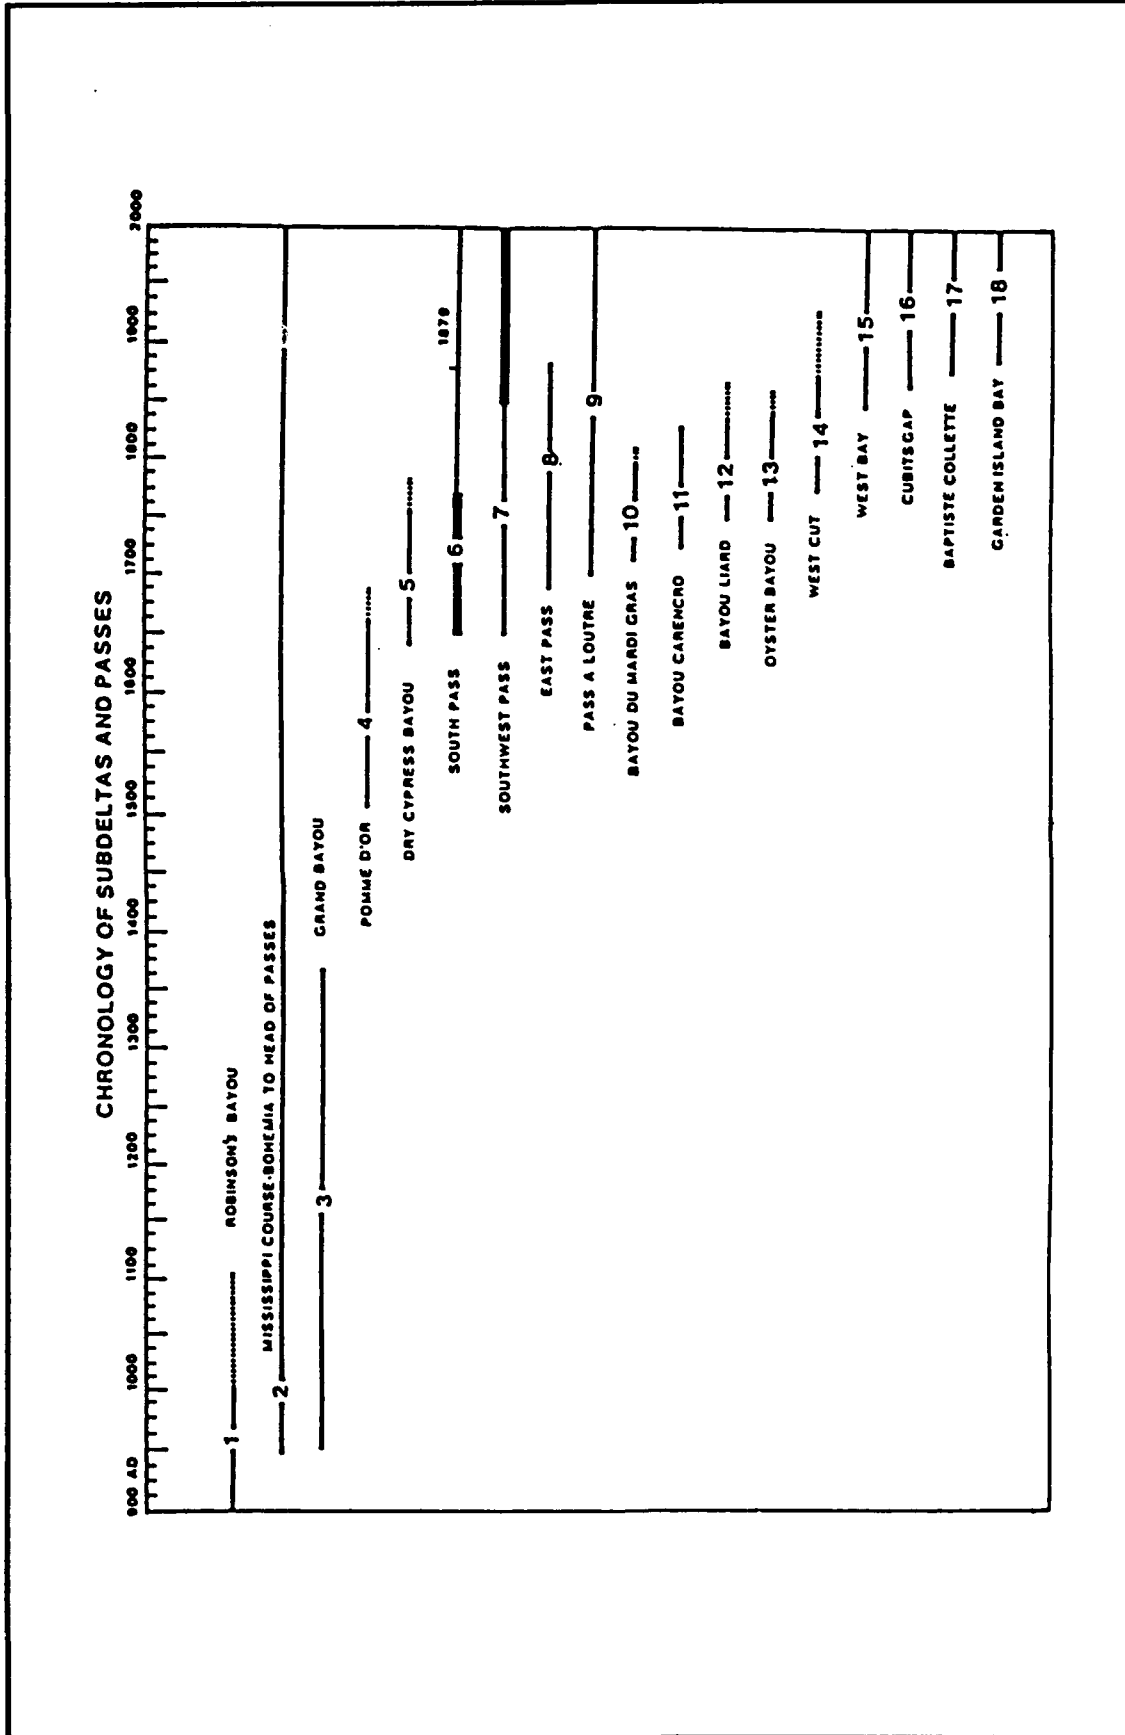 CHRONOLOGY OF SUBDELTAS AND PASSES
900 AD 1000 1100 1200 1300 1400 1500 1600 1700 1800 1900 2000
1 ROBINSON'S BAYOU
MISSISSIPPI COURSE-BOHEMIA TO HEAD OF PASSES
2
3 GRAND BAYOU
POMME D'OR 4
DRY CYPRESS BAYOU 5
1879
SOUTH PASS 6
SOUTHWEST PASS 7
EAST PASS 8
PASS A LOUTRE 9
BAYOU DU MARDI GRAS 10
BAYOU CARENCRO 11
BAYOU LIARD 12
OYSTER BAYOU 13
WEST CUT 14
WEST BAY 15
CUBITS GAP 16
BAPTISTE COLLETTE 17
GARDEN ISLAND BAY 18